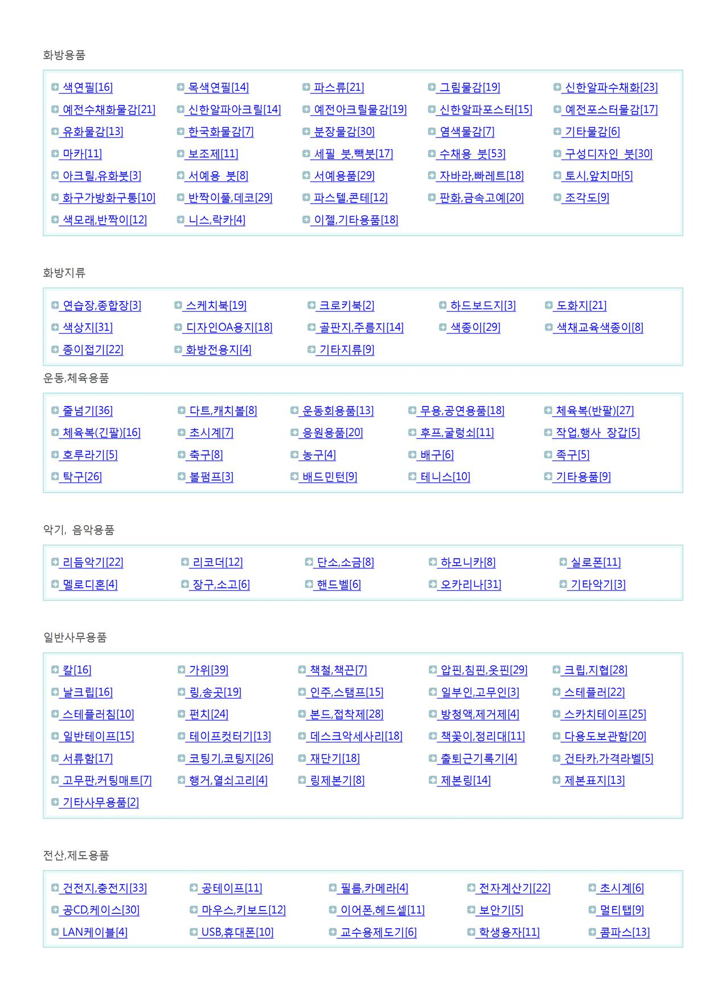 화방용품
색연필[16] 목색연필[14] 파스류[21] 그림물감[19] 신한알파수채화[23]
예전수채화물감[21] 신한알파아크릴[14] 예전아크릴물감[19] 신한알파포스터[15] 예전포스터물감[17]
유화물감[13] 한국화물감[7] 분장물감[30] 염색물감[7] 기타물감[6]
마카[11] 보조제[11] 세필 붓,빽붓[17] 수채용 붓[53] 구성디자인 붓[30]
아크릴,유화붓[3] 서예용 붓[8] 서예용품[29] 자바라,빠레트[18] 토시,앞치마[5]
화구가방화구통[10] 반짝이풀,데코[29] 파스텔,콘테[12] 판화,금속고예[20] 조각도[9]
색모래,반짝이[12] 니스,락카[4] 이젤,기타용품[18]
화방지류
연습장,종합장[3] 스케치북[19] 크로키북[2] 하드보드지[3] 도화지[21]
색상지[31] 디자인OA용지[18] 골판지,주름지[14] 색종이[29] 색채교육색종이[8]
종이접기[22] 화방전용지[4] 기타지류[9]
운동,체육용품
줄넘기[36] 다트,캐치볼[8] 운동회용품[13] 무용,공연용품[18] 체육복(반팔)[27]
체육복(긴팔)[16] 초시계[7] 응원용품[20] 후프,굴렁쇠[11] 작업,행사 장갑[5]
호루라기[5] 축구[8] 농구[4] 배구[6] 족구[5]
탁구[26] 볼펌프[3] 배드민턴[9] 테니스[10] 기타용품[9]
악기, 음악용품
리듬악기[22] 리코더[12] 단소,소금[8] 하모니카[8] 실로폰[11]
멜로디혼[4] 장구,소고[6] 핸드벨[6] 오카리나[31] 기타악기[3]
일반사무용품
칼[16] 가위[39] 책철,책끈[7] 압핀,침핀,옷핀[29] 크립,지협[28]
날크립[16] 링,송곳[19] 인주,스탬프[15] 일부인,고무인[3] 스테플러[22]
스테플러침[10] 펀치[24] 본드,접착제[28] 방청액,제거제[4] 스카치테이프[25]
일반테이프[15] 테이프컷터기[13] 데스크악세사리[18] 책꽃이,정리대[11] 다용도보관함[20]
서류함[17] 코팅기,코팅지[26] 재단기[18] 출퇴근기록기[4] 건타카,가격라벨[5]
고무판,커팅매트[7] 행거,열쇠고리[4] 링제본기[8] 제본링[14] 제본표지[13]
기타사무용품[2]
전산,제도용품
건전지,충전지[33] 공테이프[11] 필름,카메라[4] 전자계산기[22] 초시계[6]
공CD,케이스[30] 마우스,키보드[12] 이어폰,헤드셑[11] 보안기[5] 멀티탭[9]
LAN케이블[4] USB,휴대폰[10] 교수용제도기[6] 학생용자[11] 콤파스[13]